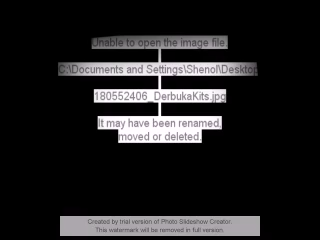 Unable to open the image file.
C:\Documents and Settings\Shenol\Desktop
180552406_DerbukaKits.jpg
It may have been renamed,
moved or deleted.
Created by trial version of Photo Slideshow Creator.
This watermark will be removed in full version